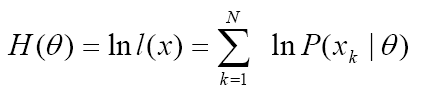 H(θ) = ln l(x) = ∑_{k=1}^{N} ln P(x_k | θ)